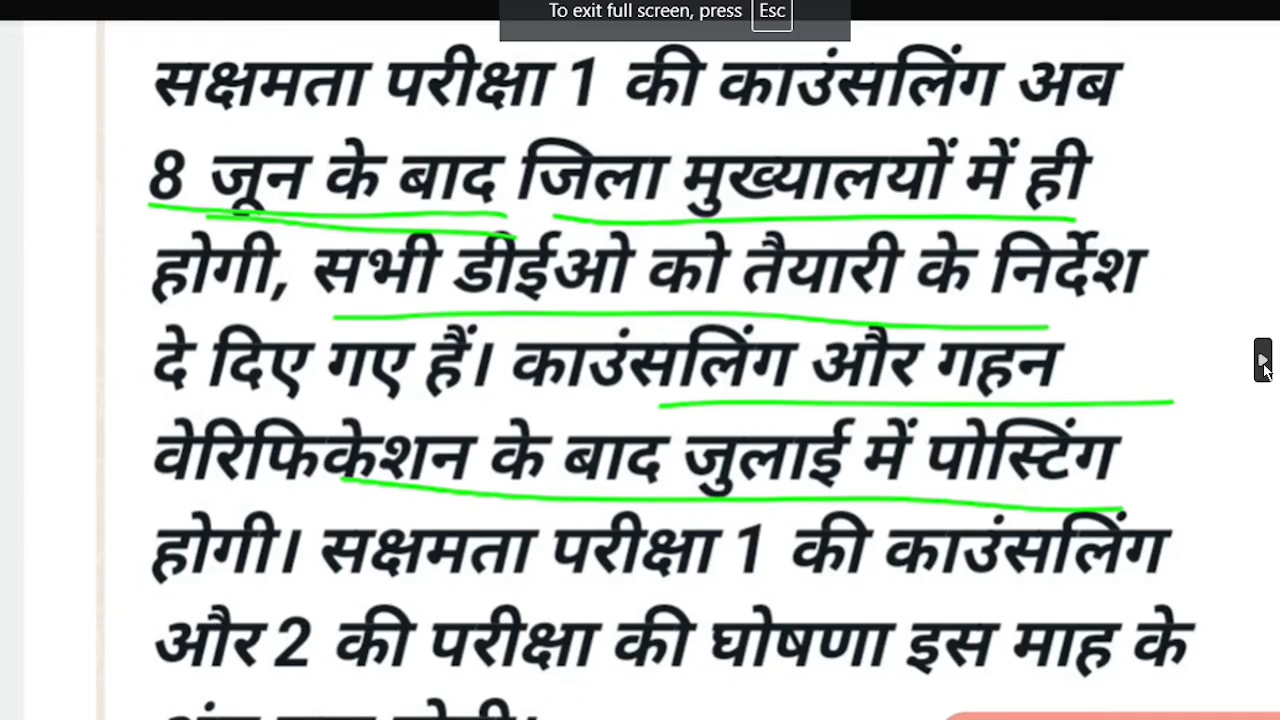 To exit full screen, press Esc
सक्षमता परीक्षा 1 की काउंसलिंग अब
8 जून के बाद जिला मुख्यालयों में ही
होगी, सभी डीईओ को तैयारी के निर्देश
दे दिए गए हैं। काउंसलिंग और गहन
वेरिफिकेशन के बाद जुलाई में पोस्टिंग
होगी। सक्षमता परीक्षा 1 की काउंसलिंग
और 2 की परीक्षा की घोषणा इस माह के